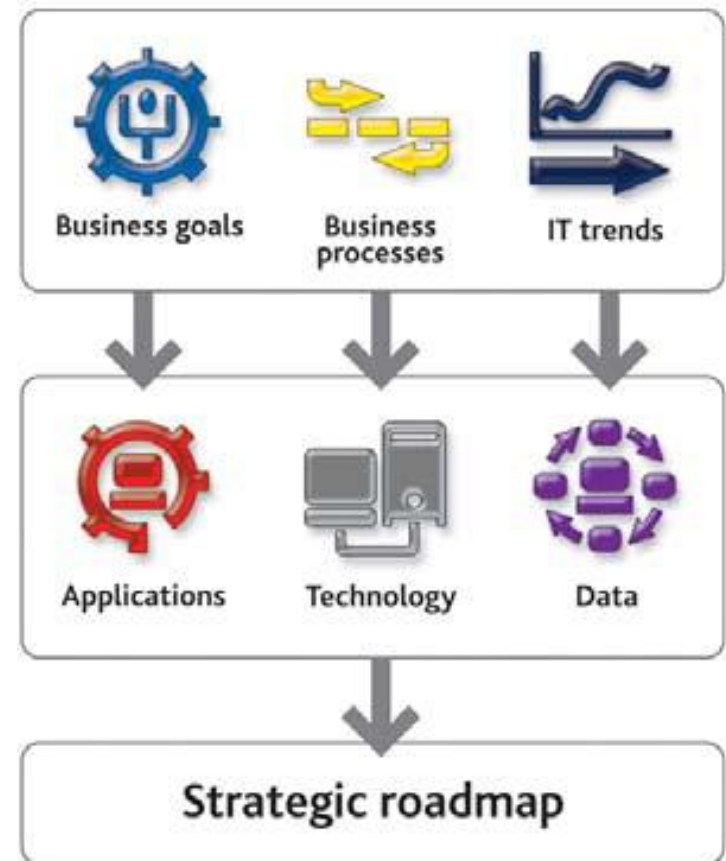 Business goals
Business
processes
IT trends
Applications
Technology
Data
Strategic roadmap